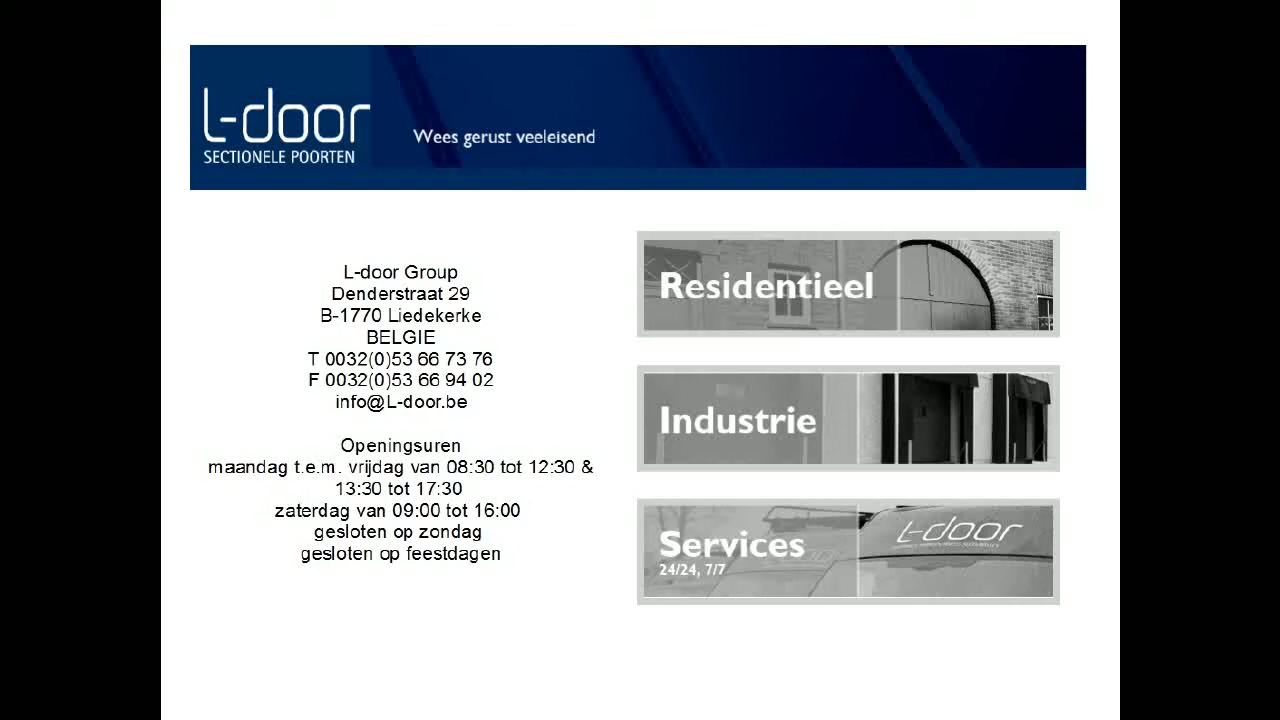 L-door
SECTIONELE POORTEN
Wees gerust veeleisend
L-door Group
Denderstraat 29
B-1770 Liedekerke
BELGIE
T 0032(0)53 66 73 76
F 0032(0)53 66 94 02
info@L-door.be
Openingsuren
maandag t.e.m. vrijdag van 08:30 tot 12:30 &
13:30 tot 17:30
zaterdag van 09:00 tot 16:00
gesloten op zondag
gesloten op feestdagen
Residentieel
Industrie
Services
24/24, 7/7
L-door